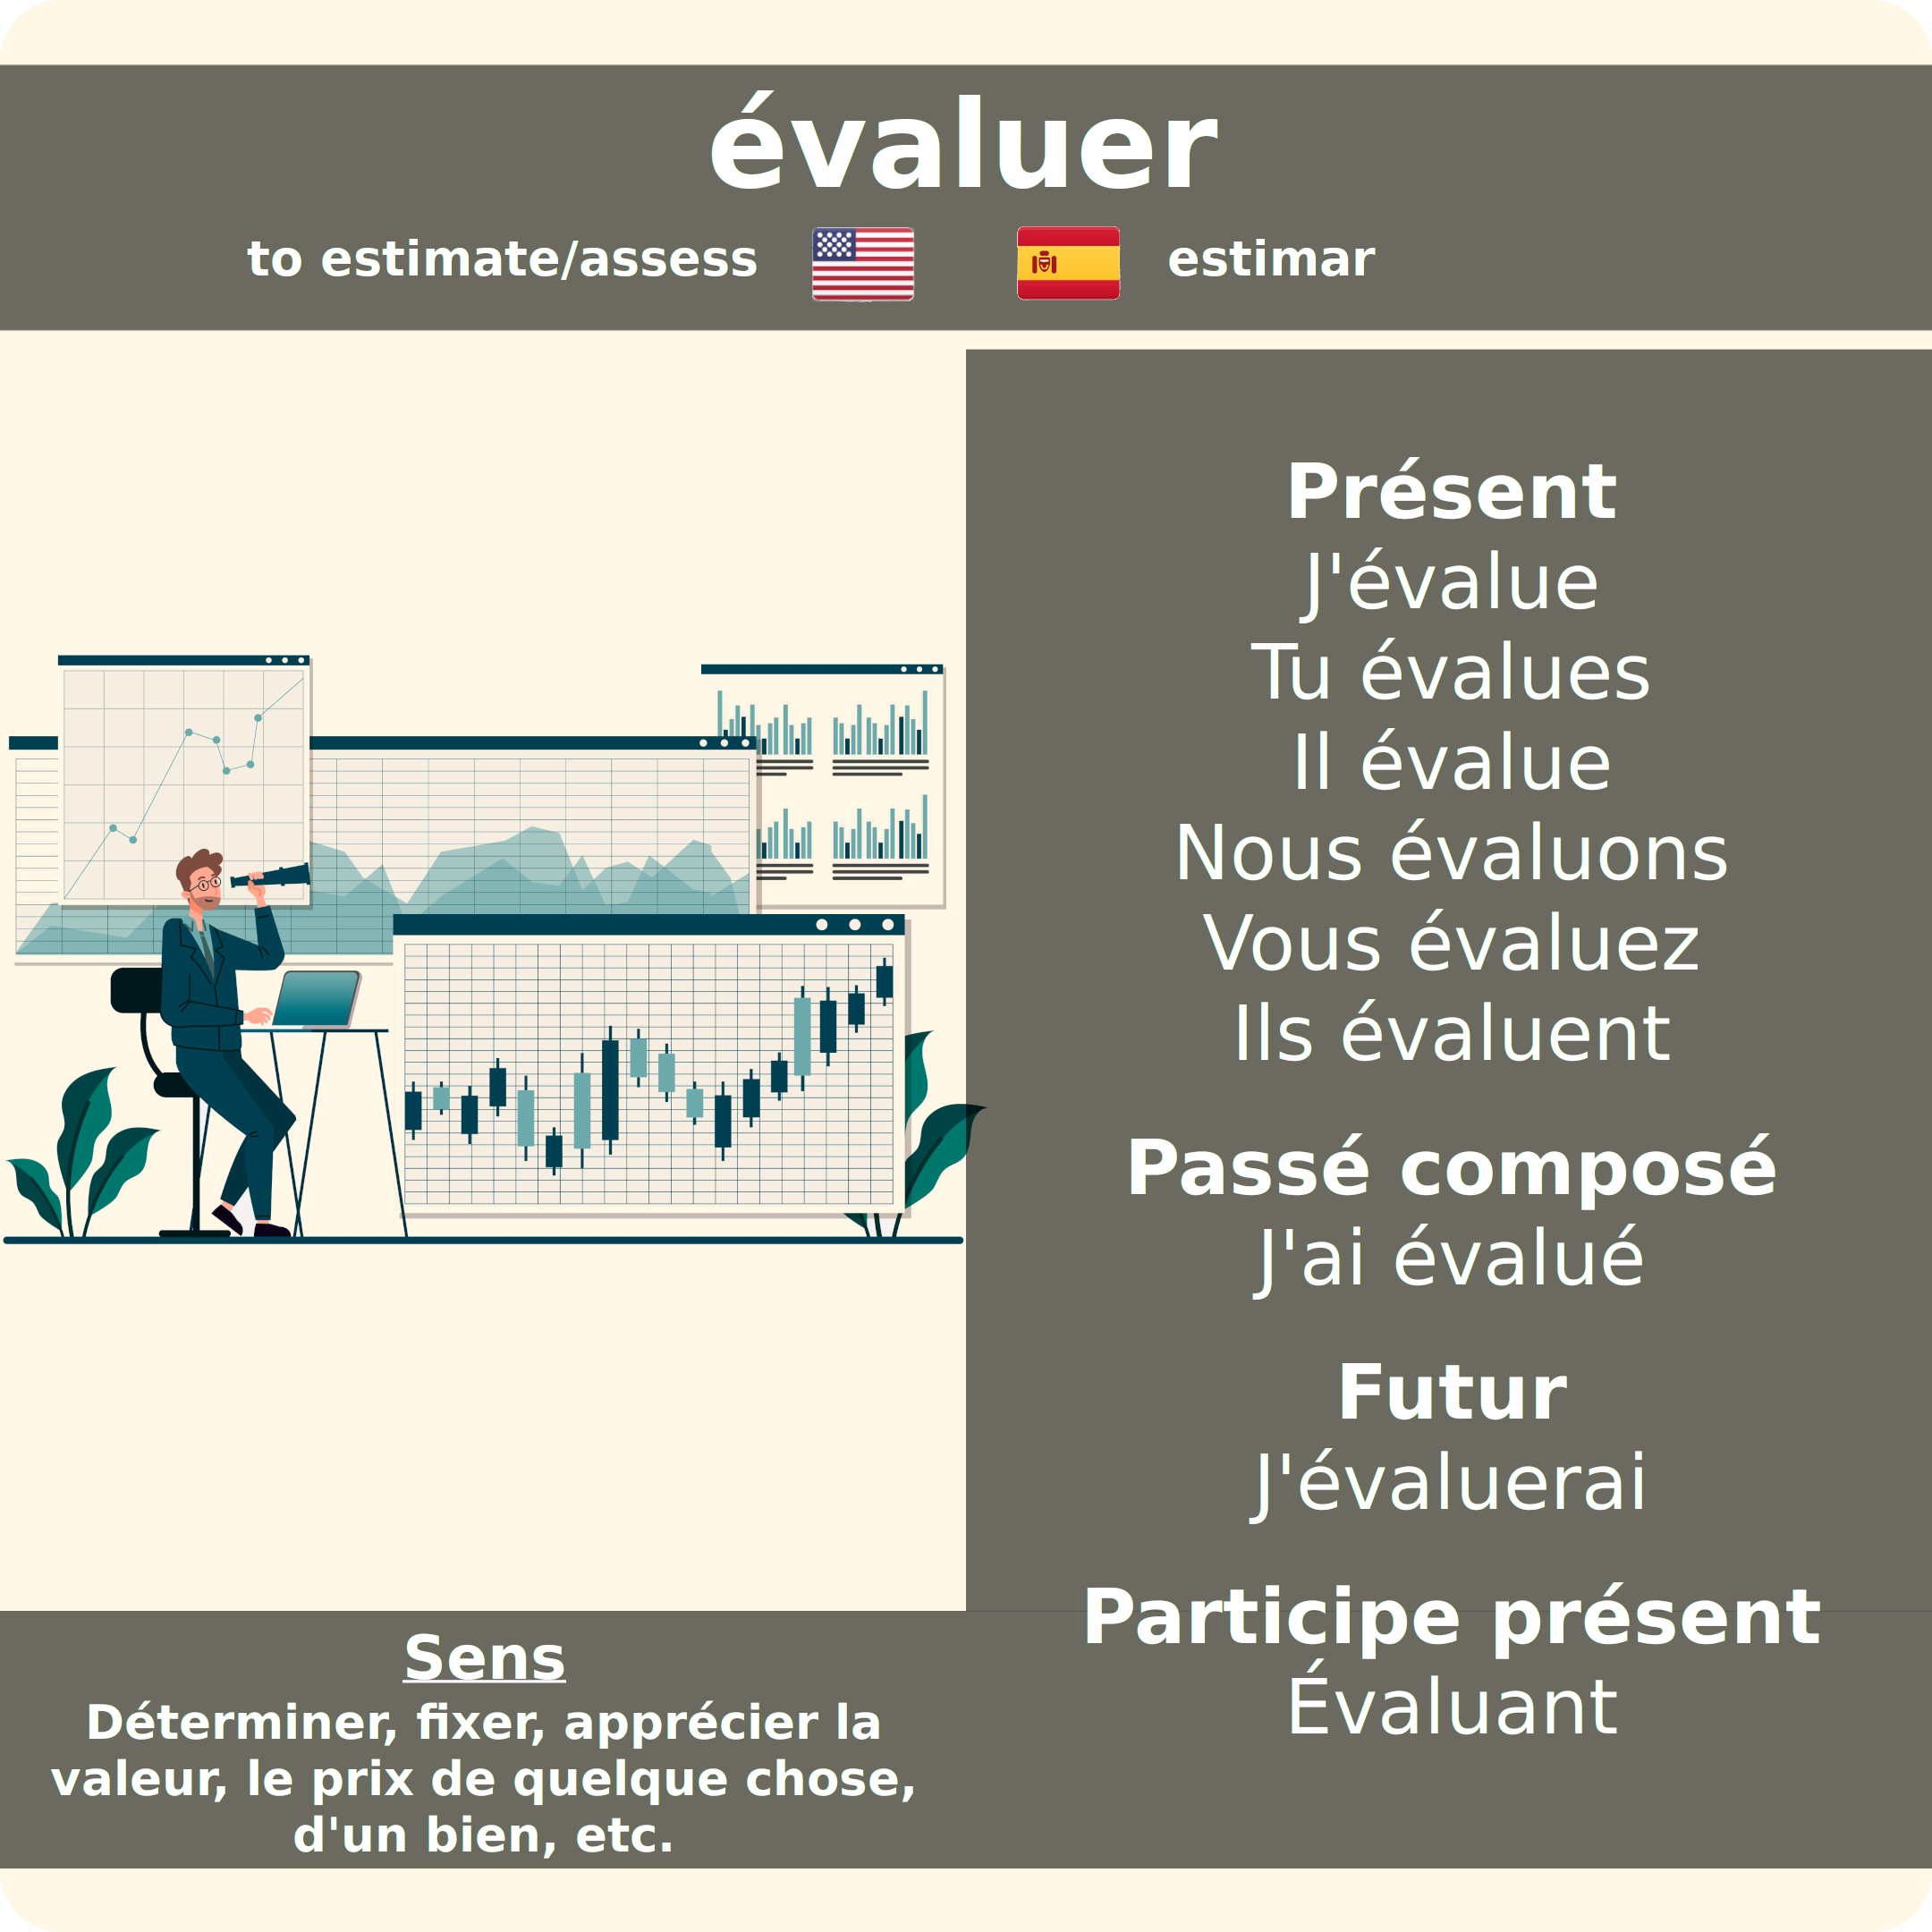 évaluer
to estimate/assess
estimar
Présent
J'évalue
Tu évalues
Il évalue
Nous évaluons
Vous évaluez
Ils évaluent
Passé composé
J'ai évalué
Futur
J'évaluerai
Participe présent
Évaluant
Sens
Déterminer, fixer, apprécier la
valeur, le prix de quelque chose,
d'un bien, etc.